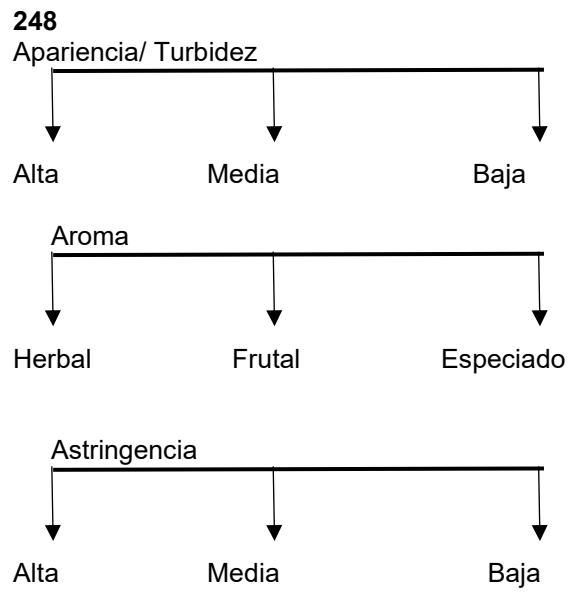 248
Apariencia/ Turbidez
Alta Media Baja
Aroma
Herbal Frutal Especiado
Astringencia
Alta Media Baja